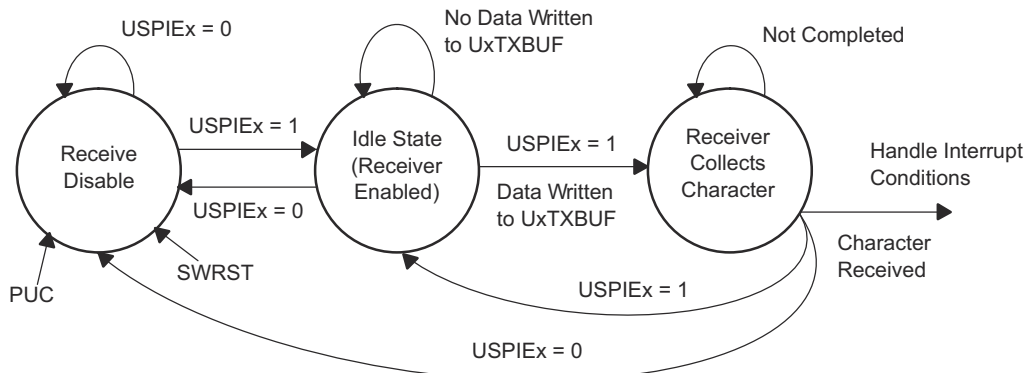 USPIEx = 0
No Data Written
to UxTXBUF
Not Completed
Receive
Disable
USPIEx = 1
USPIEx = 0
Idle State
(Receiver
Enabled)
USPIEx = 1
Data Written
to UxTXBUF
Receiver
Collects
Character
Handle Interrupt
Conditions
Character
Received
PUC
SWRST
USPIEx = 1
USPIEx = 0